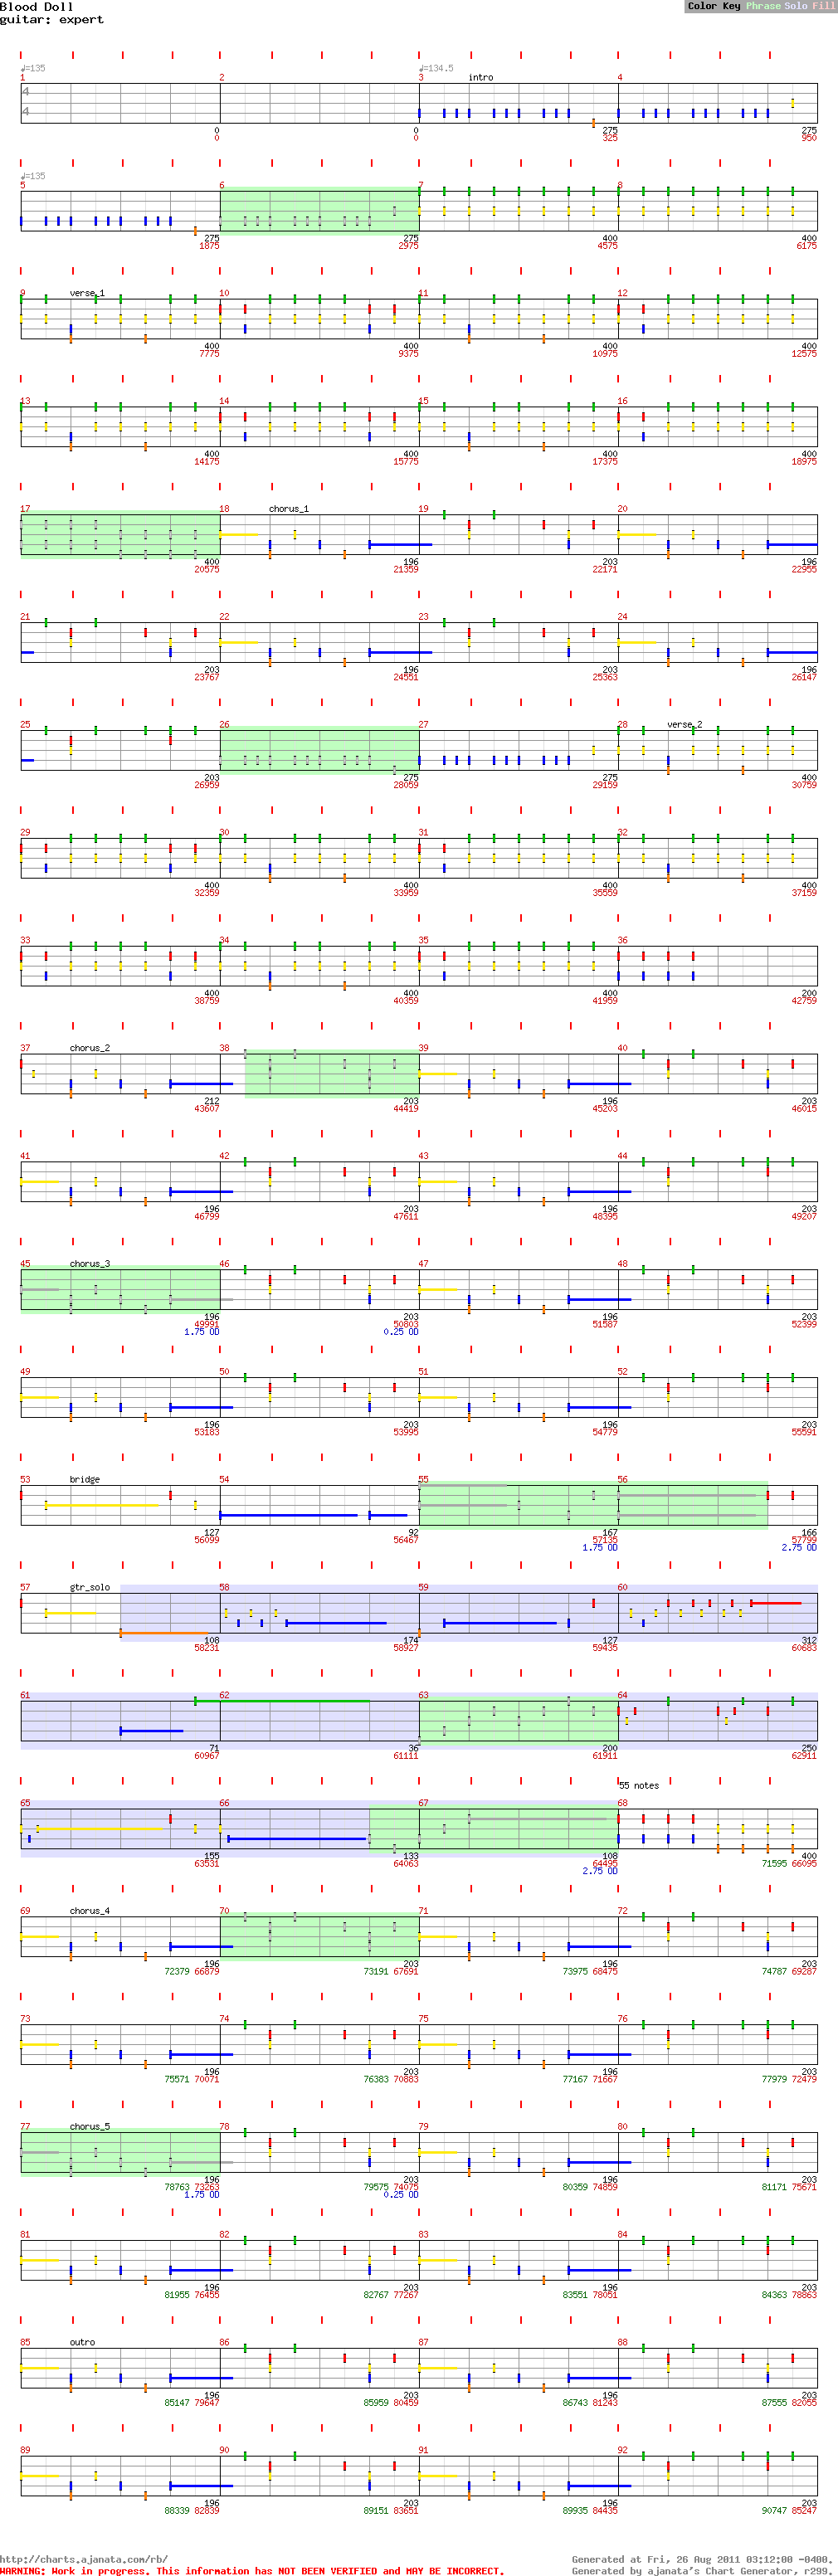 Blood Doll Color Key Phrase Solo Fill
guitar: expert
♩=135 ♩=134.5
1 2 3 intro 4
4
4
0 0 275 275
0 0 325 950
♩=135
5 6 7 8
275 275 400 400
1875 2975 4575 6175
9 verse_1 10 11 12
400 400 400 400
7775 9375 10975 12575
13 14 15 16
400 400 400 400
14175 15775 17375 18975
17 18 chorus_1 19 20
400 196 203 196
20575 21359 22171 22955
21 22 23 24
203 196 203 196
23767 24551 25363 26147
25 26 27 28 verse_2
203 275 275 400
26959 28059 29159 30759
29 30 31 32
400 400 400 400
32359 33959 35559 37159
33 34 35 36
400 400 400 200
38759 40359 41959 42759
37 chorus_2 38 39 40
212 203 196 203
43607 44419 45203 46015
41 42 43 44
196 203 196 203
46799 47611 48395 49207
45 chorus_3 46 47 48
196 203 196 203
49991 50803 51587 52399
1.75 OD 0.25 OD
49 50 51 52
196 203 196 203
53183 53995 54779 55591
53 bridge 54 55 56
127 92 167 166
56099 56467 57135 57799
1.75 OD 2.75 OD
57 gtr_solo 58 59 60
108 174 127 312
58231 58927 59435 60683
61 62 63 64
71 36 200 250
60967 61111 61911 62911
55 notes
65 66 67 68
155 133 108 400
63531 64063 64495 71595 66095
2.75 OD
69 chorus_4 70 71 72
196 203 196 203
72379 66879 73191 67691 73975 68475 74787 69287
73 74 75 76
196 203 196 203
75571 70071 76383 70883 77167 71667 77979 72479
77 chorus_5 78 79 80
196 203 196 203
78763 73263 79575 74075 80359 74859 81171 75671
1.75 OD 0.25 OD
81 82 83 84
196 203 196 203
81955 76455 82767 77267 83551 78051 84363 78863
85 outro 86 87 88
196 203 196 203
85147 79647 85959 80459 86743 81243 87555 82055
89 90 91 92
196 203 196 203
88339 82839 89151 83651 89935 84435 90747 85247
http://charts.ajanata.com/rb/ Generated at Fri, 26 Aug 2011 03:12:00 -0400.
WARNING: Work in progress. This information has NOT BEEN VERIFIED and MAY BE INCORRECT. Generated by ajanata's Chart Generator, r299.